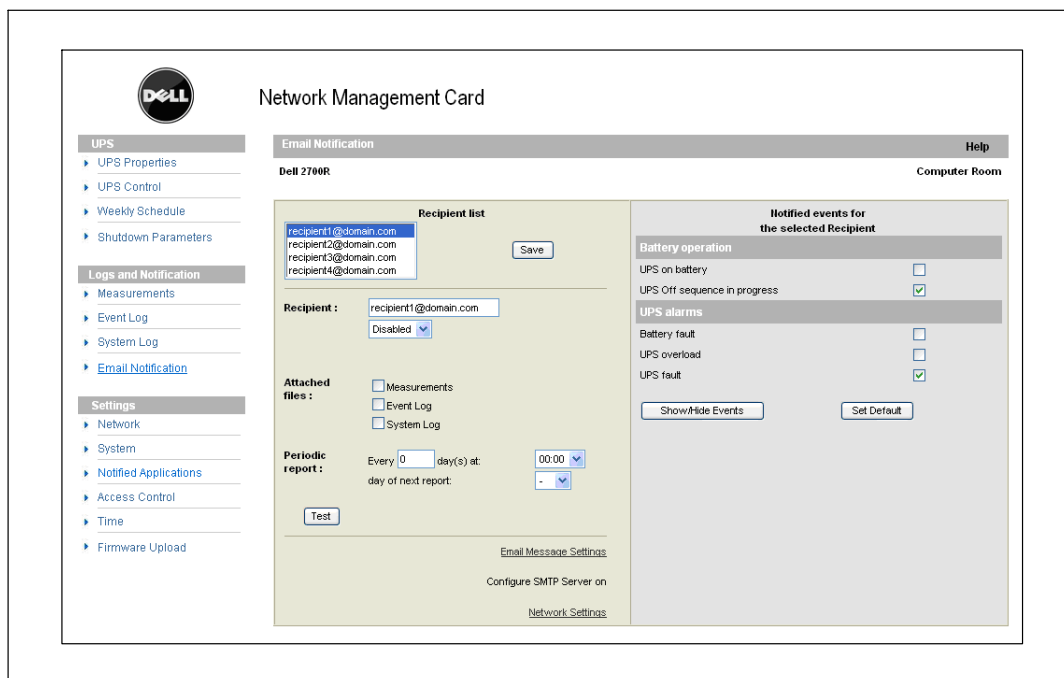 DELL
Network Management Card
UPS
UPS Properties
UPS Control
Weekly Schedule
Shutdown Parameters
Logs and Notification
Measurements
Event Log
System Log
Email Notification
Settings
Network
System
Notified Applications
Access Control
Time
Firmware Upload
Email Notification
Help
Dell 2700R
Computer Room
Recipient list
recipient1@domain.com
recipient2@domain.com
recipient3@domain.com
recipient4@domain.com
Save
Recipient :
recipient1@domain.com
Disabled
Attached
files :
Measurements
Event Log
System Log
Periodic
report :
Every 0 day(s) at: 00:00
day of next report: -
Test
Email Message Settings
Configure SMTP Server on
Network Settings
Notified events for
the selected Recipient
Battery operation
UPS on battery
UPS Off sequence in progress
UPS alarms
Battery fault
UPS overload
UPS fault
Show/Hide Events
Set Default